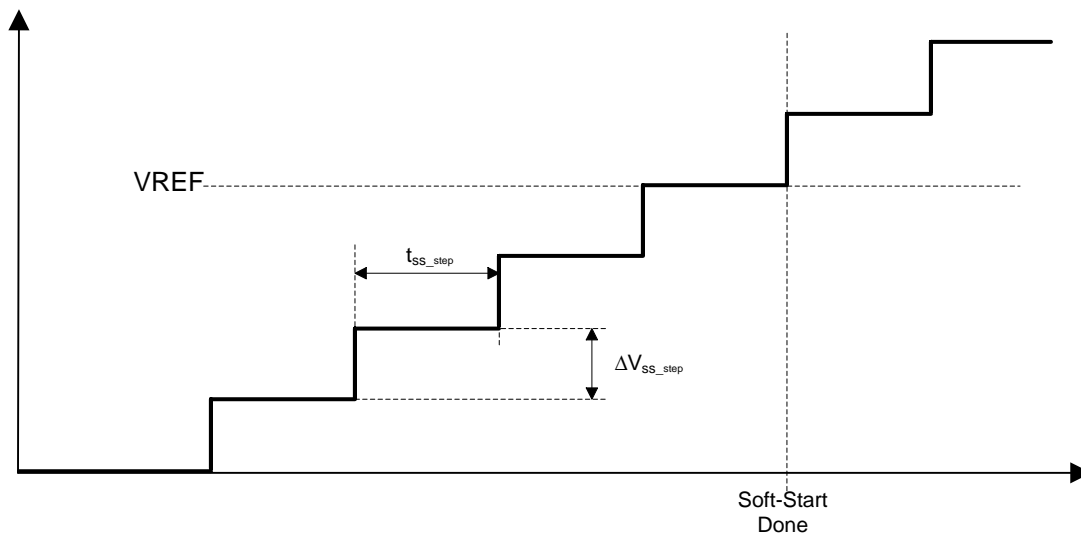 VREF
tss_step
ΔVss_step
Soft-Start
Done